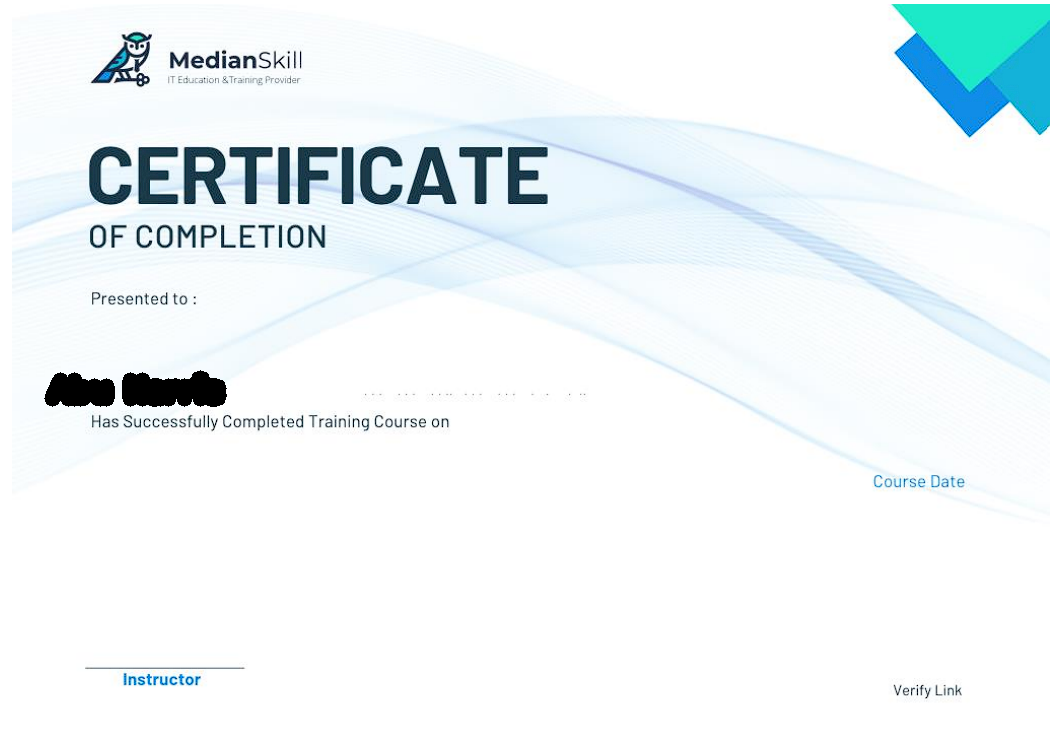 MedianSkill
IT Education & Training Provider
CERTIFICATE
OF COMPLETION
Presented to :
Has Successfully Completed Training Course on
Course Date
Instructor
Verify Link